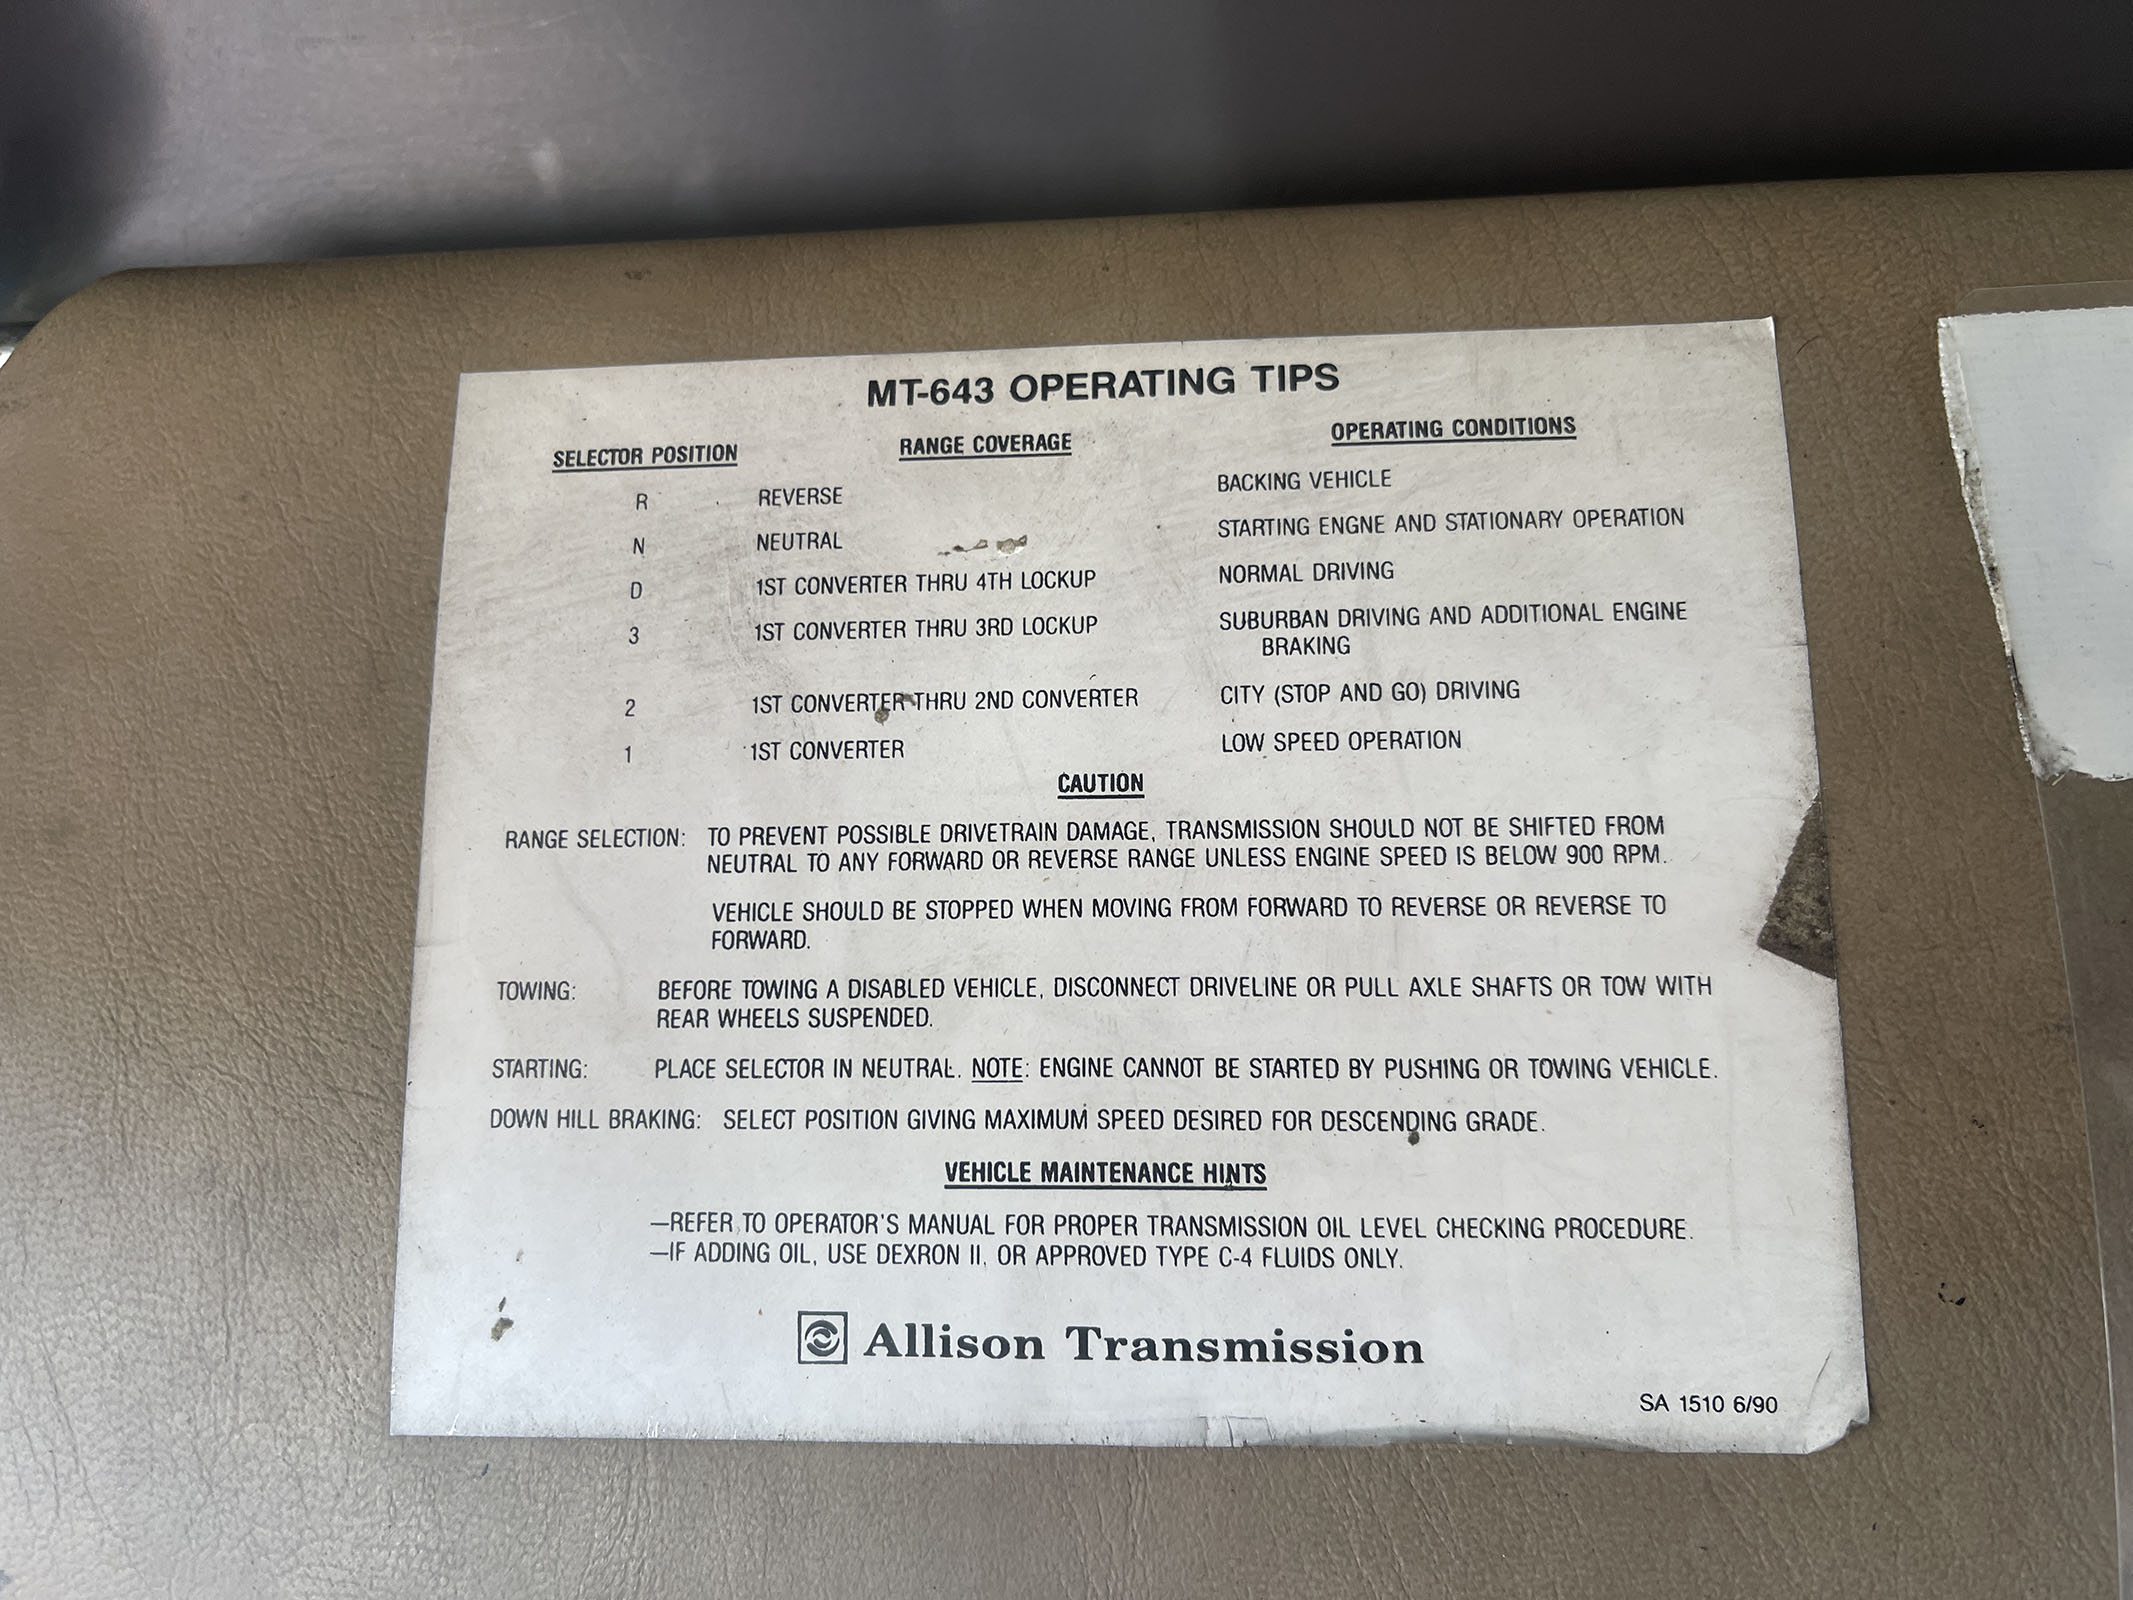 MT-643 OPERATING TIPS
SELECTOR POSITION RANGE COVERAGE OPERATING CONDITIONS
R REVERSE BACKING VEHICLE
N NEUTRAL STARTING ENGNE AND STATIONARY OPERATION
D 1ST CONVERTER THRU 4TH LOCKUP NORMAL DRIVING
3 1ST CONVERTER THRU 3RD LOCKUP SUBURBAN DRIVING AND ADDITIONAL ENGINE
BRAKING
2 1ST CONVERTER THRU 2ND CONVERTER CITY (STOP AND GO) DRIVING
1 1ST CONVERTER LOW SPEED OPERATION
CAUTION
RANGE SELECTION: TO PREVENT POSSIBLE DRIVETRAIN DAMAGE, TRANSMISSION SHOULD NOT BE SHIFTED FROM
NEUTRAL TO ANY FORWARD OR REVERSE RANGE UNLESS ENGINE SPEED IS BELOW 900 RPM.
VEHICLE SHOULD BE STOPPED WHEN MOVING FROM FORWARD TO REVERSE OR REVERSE TO
FORWARD.
TOWING: BEFORE TOWING A DISABLED VEHICLE, DISCONNECT DRIVELINE OR PULL AXLE SHAFTS OR TOW WITH
REAR WHEELS SUSPENDED.
STARTING: PLACE SELECTOR IN NEUTRAL. NOTE: ENGINE CANNOT BE STARTED BY PUSHING OR TOWING VEHICLE.
DOWN HILL BRAKING: SELECT POSITION GIVING MAXIMUM SPEED DESIRED FOR DESCENDING GRADE.
VEHICLE MAINTENANCE HINTS
—REFER TO OPERATOR'S MANUAL FOR PROPER TRANSMISSION OIL LEVEL CHECKING PROCEDURE.
—IF ADDING OIL, USE DEXRON II, OR APPROVED TYPE C-4 FLUIDS ONLY.
Allison Transmission
SA 1510 6/90